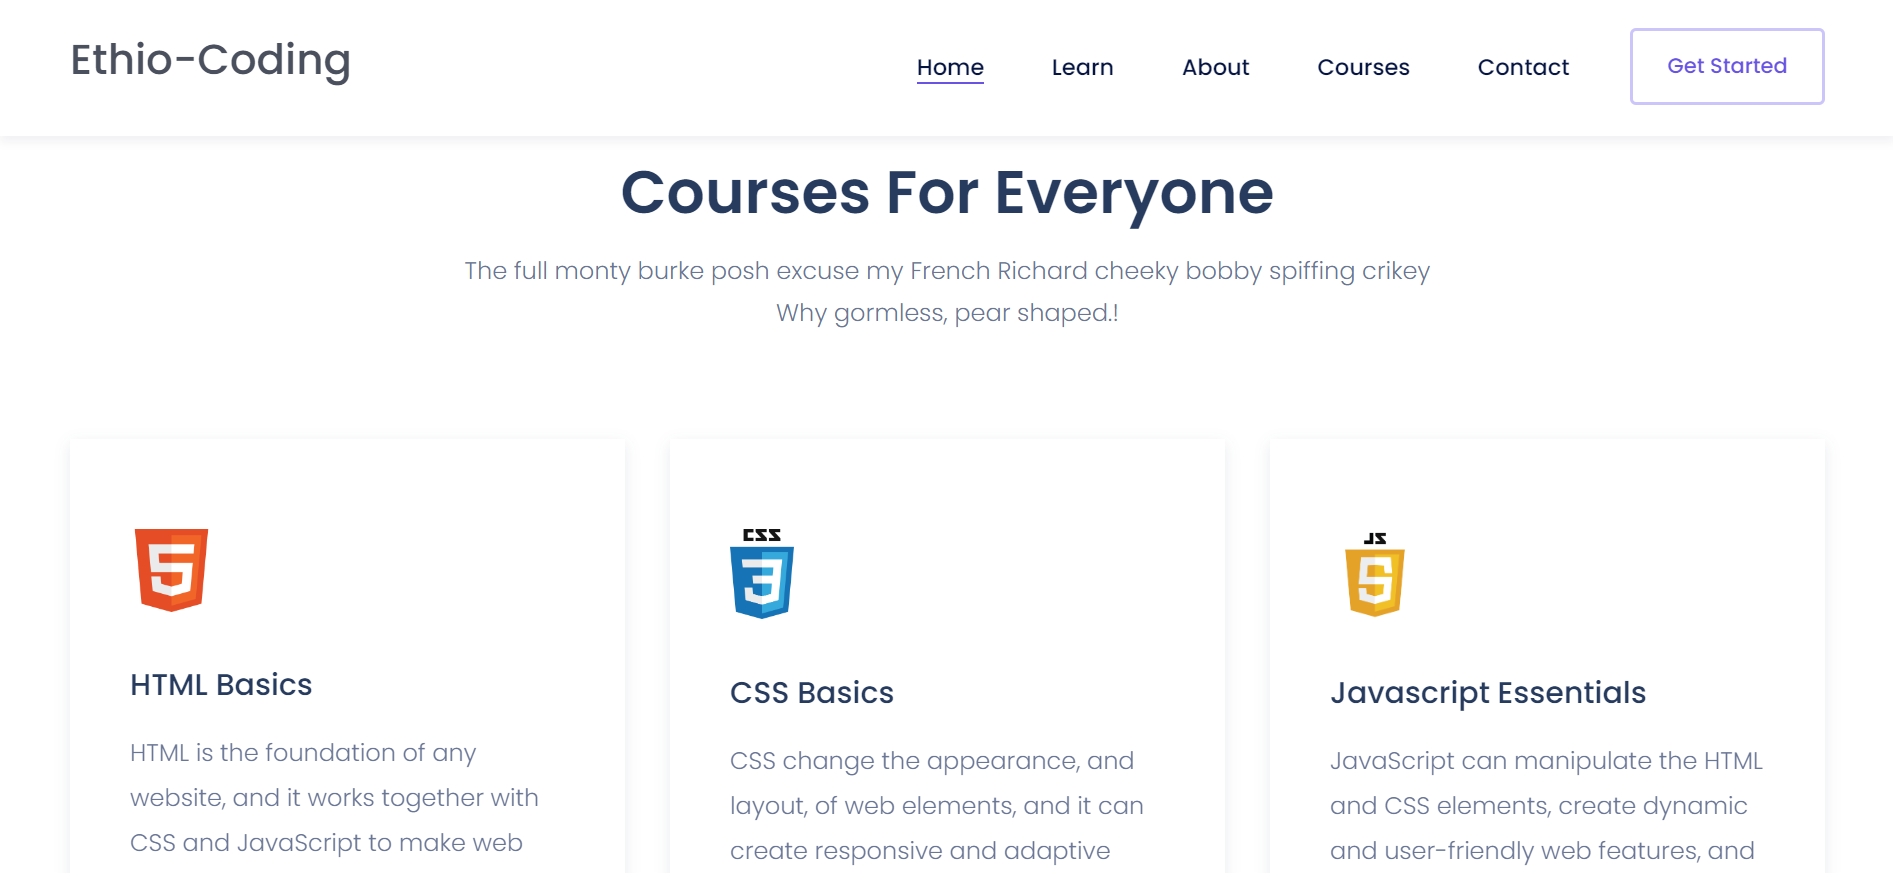 Ethio-Coding
Home Learn About Courses Contact Get Started
Courses For Everyone
The full monty burke posh excuse my French Richard cheeky bobby spiffing crikey
Why gormless, pear shaped.!
5
HTML Basics
HTML is the foundation of any
website, and it works together with
CSS and JavaScript to make web
CSS
3
CSS Basics
CSS change the appearance, and
layout, of web elements, and it can
create responsive and adaptive
JS
5
Javascript Essentials
JavaScript can manipulate the HTML
and CSS elements, create dynamic
and user-friendly web features, and